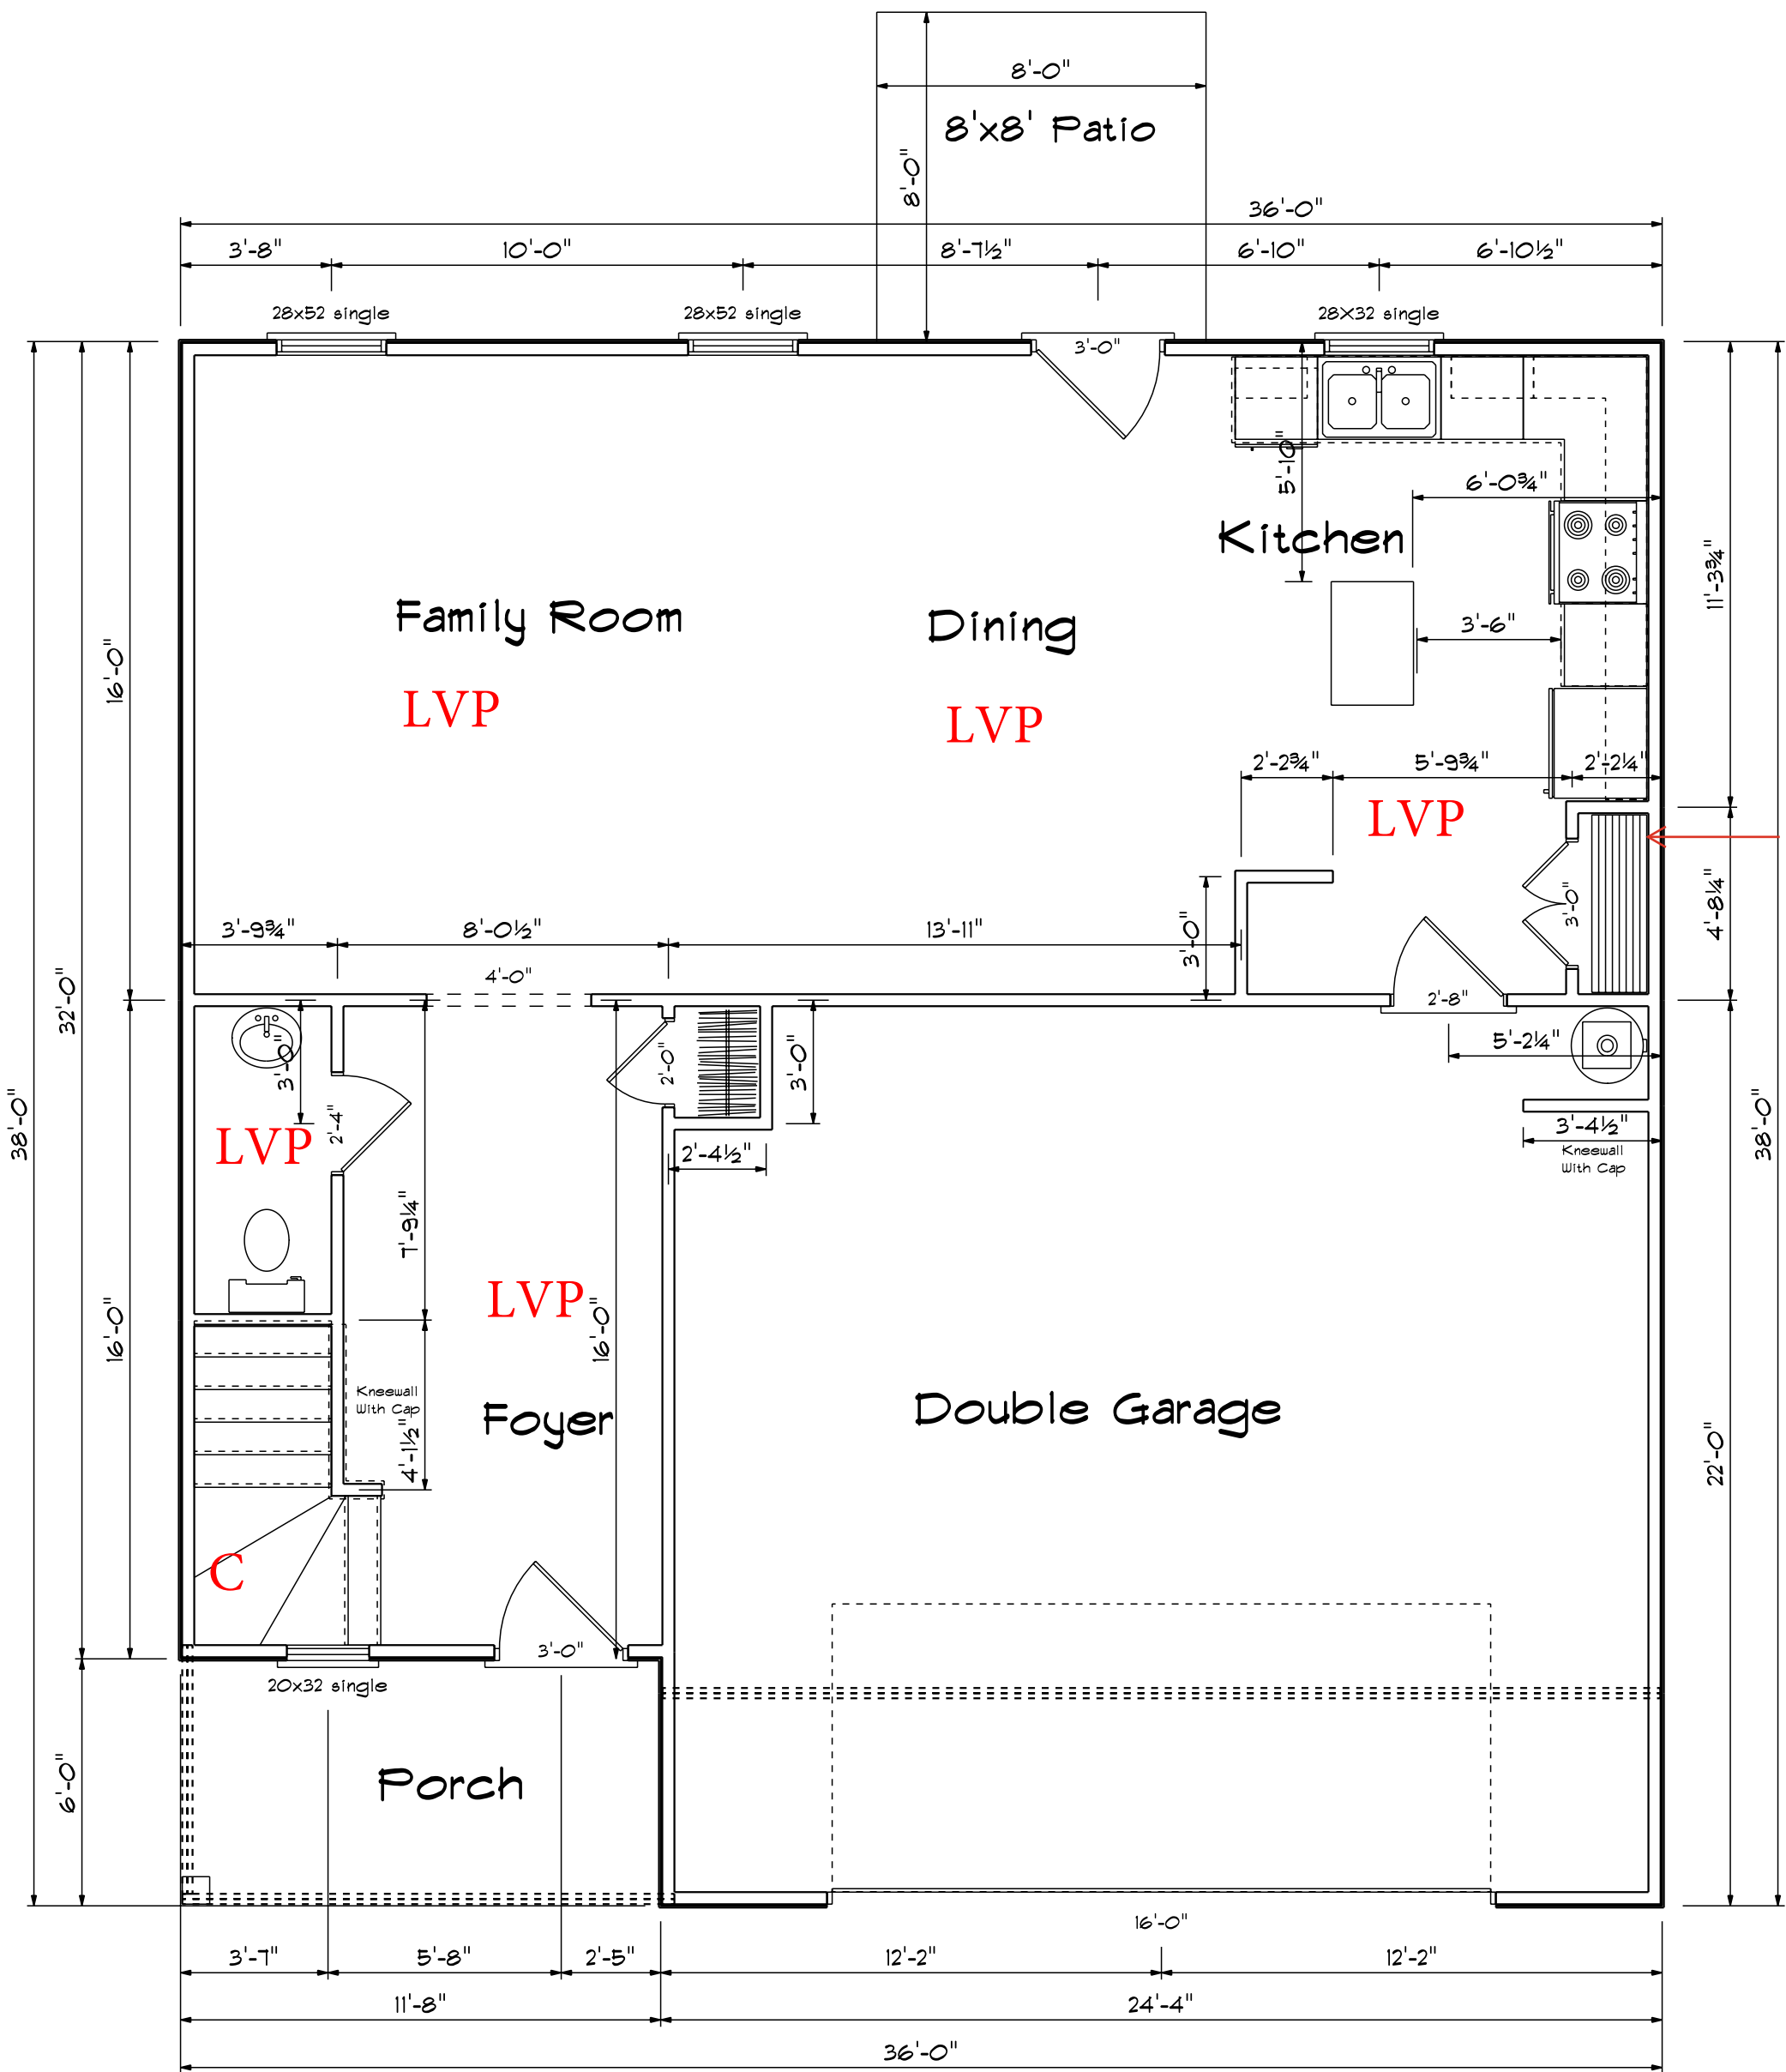 8'-0"
8'x8' Patio
8'-0"
36'-0"
3'-8" 10'-0" 8'-7½" 6'-10" 6'-10½"
28x52 single 28x52 single 28X32 single
3'-0"
5'-10"
6'-0¾"
Kitchen
11'-3¾"
Family Room Dining
3'-6"
16'-0"
LVP LVP
2'-2¾" 5'-9¾" 2'-2¼"
LVP
3'-0"
4'-8¼"
3'-9¾" 8'-0½" 13'-11"
3'-0"
4'-0"
2'-8"
32'-0"
5'-2¼"
3'-0"
2'-0"
3'-0"
38'-0"
2'-4"
LVP
2'-4½"
3'-4½"
Kneewall
With Cap
38'-0"
7'-9¼"
LVP
16'-0"
16'-0"
Kneewall
With Cap
Foyer
Double Garage
4'-1½"
22'-0"
C
3'-0"
20x32 single
6'-0"
Porch
16'-0"
3'-7" 5'-8" 2'-5" 12'-2" 12'-2"
11'-8" 24'-4"
36'-0"